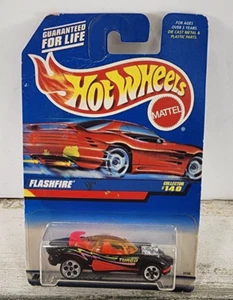 GUARANTEED
FOR LIFE
FOR AGES
OVER 3 YEARS.
DIE CAST METAL &
PLASTIC PARTS.
HOT WHEELS
MATTEL
FLASHFIRE
COLLECTOR
#140
TURBO